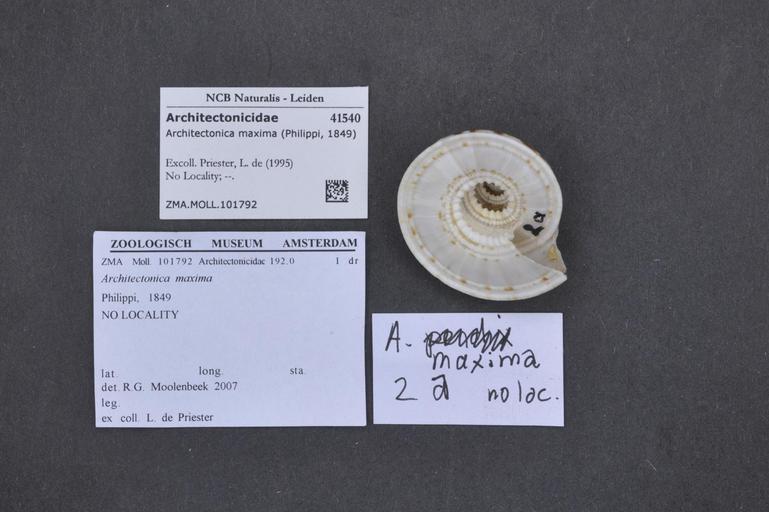 NCB Naturalis - Leiden
Architectonicidae 41540
Architectonica maxima (Philippi, 1849)
Excoll. Priester, L. de (1995)
No Locality; --.
ZMA.MOLL.101792
ZOOLOGISCH MUSEUM AMSTERDAM
ZMA Moll. 101792 Architectonicidae 192.0 1 dr
Architectonica maxima
Philippi, 1849
NO LOCALITY
lat. long. sta.
det. R.G. Moolenbeek 2007
leg.
ex coll. L. de Priester
A.
maxima
2 a no loc.